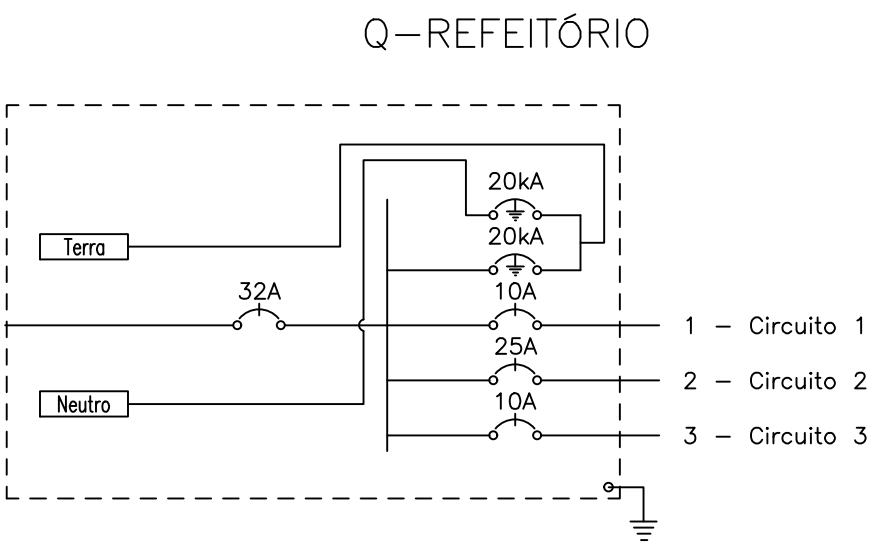 Q-REFEITÓRIO
20kA
Terra
20kA
32A
10A
1 - Circuito 1
25A
2 - Circuito 2
Neutro
10A
3 - Circuito 3